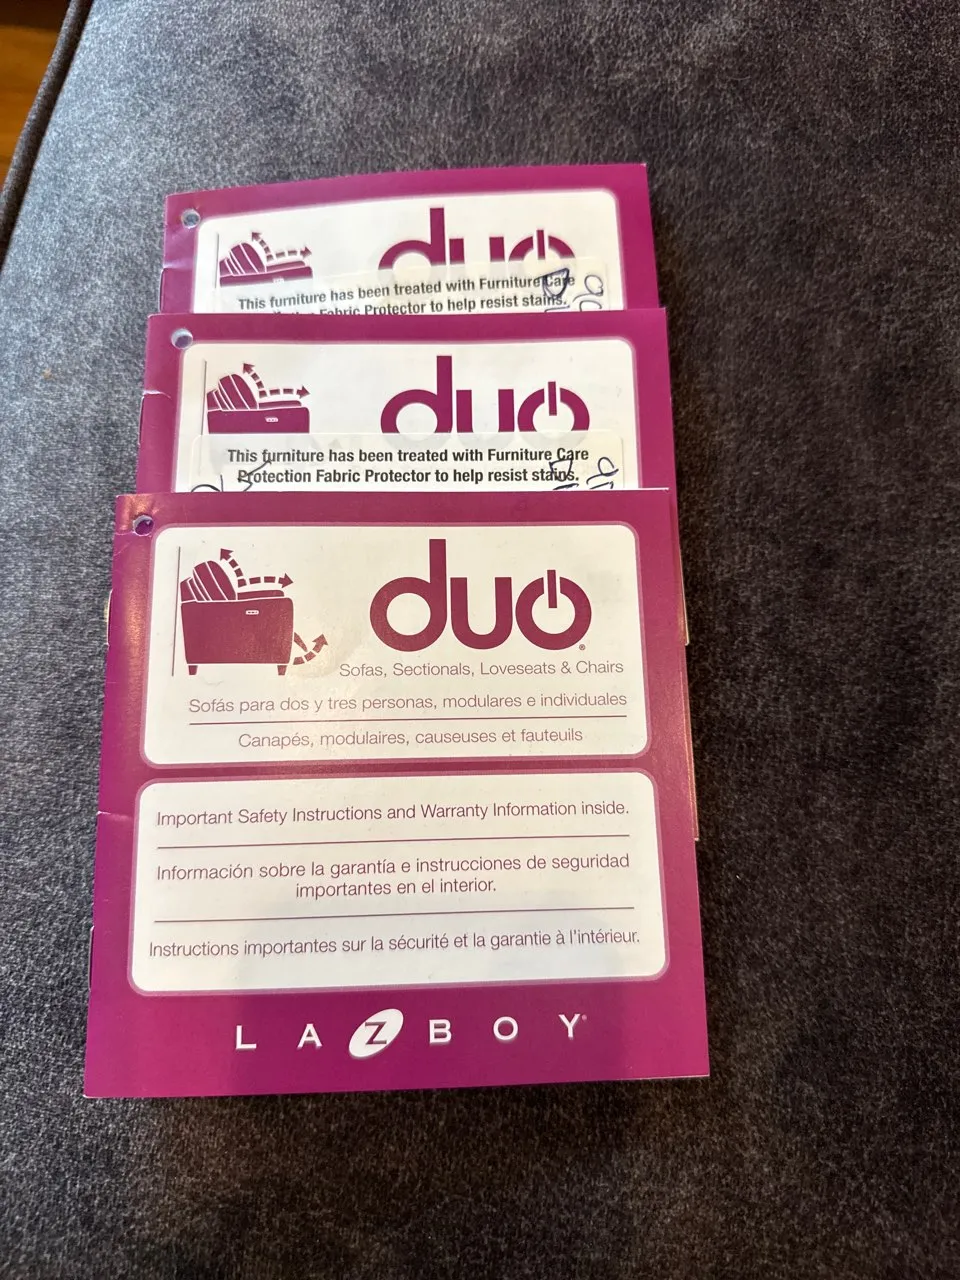 duo
This furniture has been treated with Furniture Care
Fabric Protector to help resist stains.
duo
This furniture has been treated with Furniture Care
Protection Fabric Protector to help resist stains.
duo
Sofas, Sectionals, Loveseats & Chairs
Sofás para dos y tres personas, modulares e individuales
Canapés, modulaires, causeuses et fauteuils
Important Safety Instructions and Warranty Information inside.
Información sobre la garantía e instrucciones de seguridad
importantes en el interior.
Instructions importantes sur la sécurité et la garantie à l'intérieur.
LAZBOY